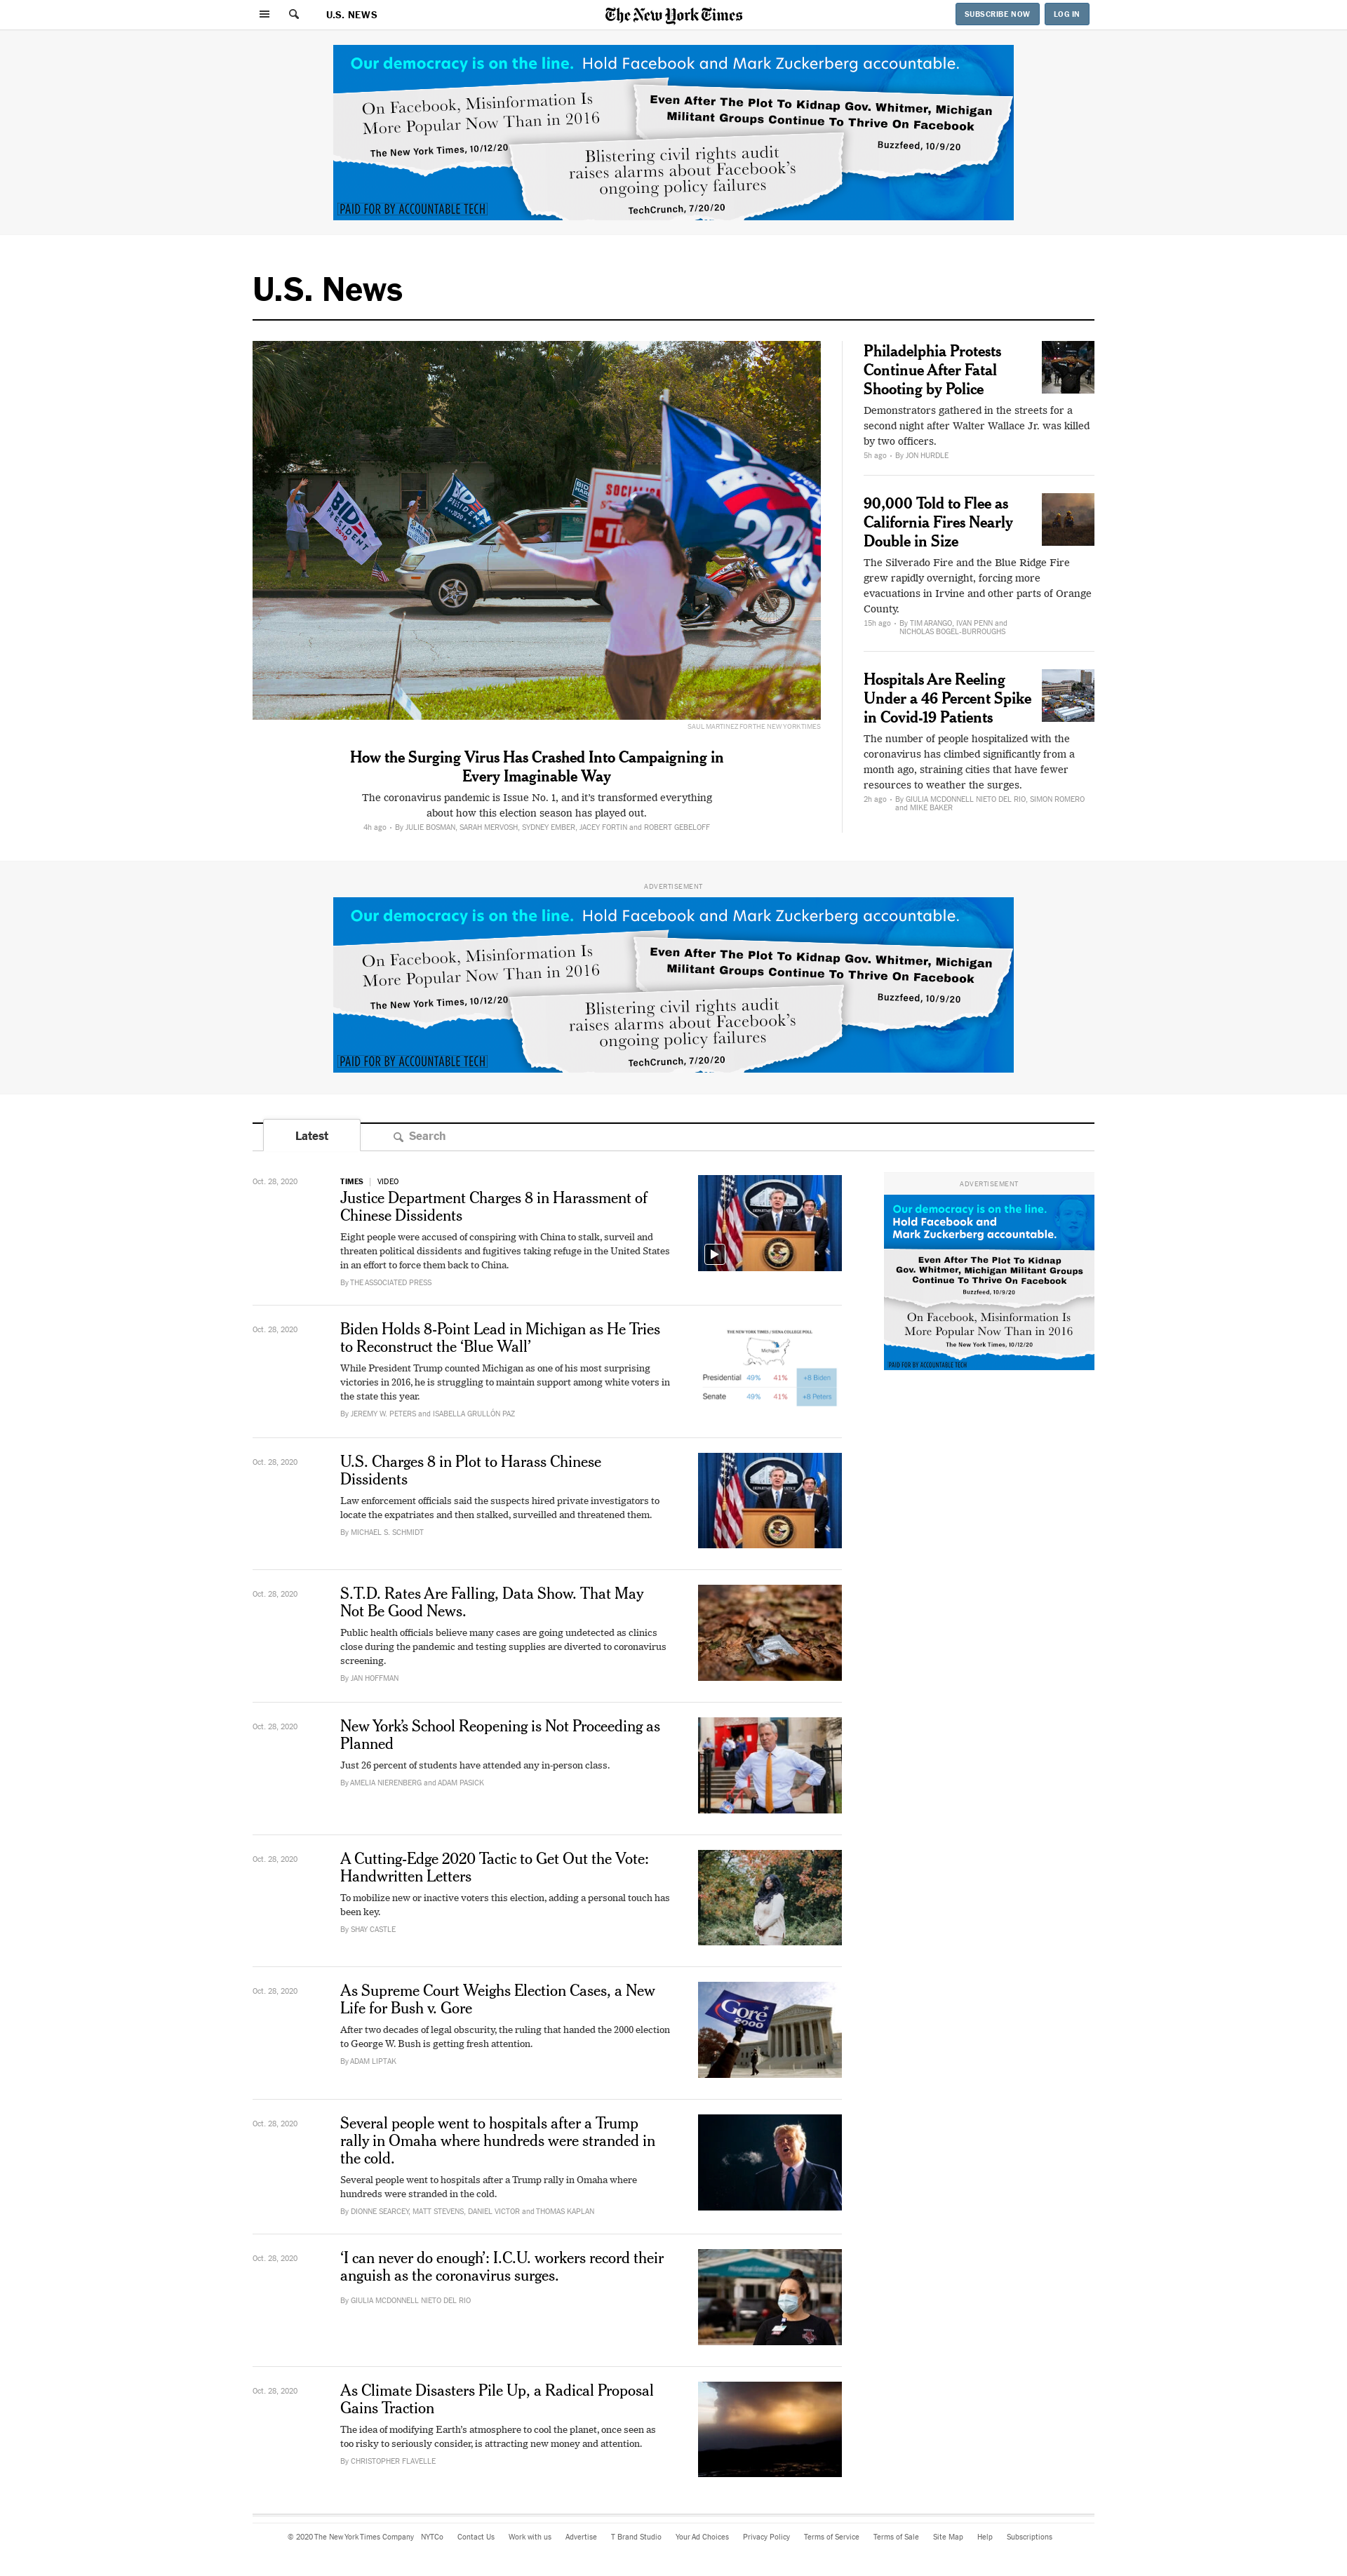 U.S. NEWS
The New York Times
SUBSCRIBE NOW
LOG IN
Our democracy is on the line. Hold Facebook and Mark Zuckerberg accountable.
On Facebook, Misinformation Is
More Popular Now Than in 2016
The New York Times, 10/12/20
Even After The Plot To Kidnap Gov. Whitmer, Michigan
Militant Groups Continue To Thrive On Facebook
Buzzfeed, 10/9/20
Blistering civil rights audit
raises alarms about Facebook's
ongoing policy failures
TechCrunch, 7/20/20
PAID FOR BY ACCOUNTABLE TECH
U.S. News
BIDEN
PRESIDENT
2020
BIDEN
PRESIDENT
SOCIALISM
2020
SAUL MARTINEZ FOR THE NEW YORK TIMES
How the Surging Virus Has Crashed Into Campaigning in
Every Imaginable Way
The coronavirus pandemic is Issue No. 1, and it's transformed everything
about how this election season has played out.
4h ago • By JULIE BOSMAN, SARAH MERVOSH, SYDNEY EMBER, JACEY FORTIN and ROBERT GEBELOFF
Philadelphia Protests
Continue After Fatal
Shooting by Police
Demonstrators gathered in the streets for a
second night after Walter Wallace Jr. was killed
by two officers.
5h ago • By JON HURDLE
90,000 Told to Flee as
California Fires Nearly
Double in Size
The Silverado Fire and the Blue Ridge Fire
grew rapidly overnight, forcing more
evacuations in Irvine and other parts of Orange
County.
15h ago • By TIM ARANGO, IVAN PENN and
NICHOLAS BOGEL-BURROUGHS
Hospitals Are Reeling
Under a 46 Percent Spike
in Covid-19 Patients
The number of people hospitalized with the
coronavirus has climbed significantly from a
month ago, straining cities that have fewer
resources to weather the surges.
2h ago • By GIULIA MCDONNELL NIETO DEL RIO, SIMON ROMERO
and MIKE BAKER
ADVERTISEMENT
Our democracy is on the line. Hold Facebook and Mark Zuckerberg accountable.
On Facebook, Misinformation Is
More Popular Now Than in 2016
The New York Times, 10/12/20
Even After The Plot To Kidnap Gov. Whitmer, Michigan
Militant Groups Continue To Thrive On Facebook
Buzzfeed, 10/9/20
Blistering civil rights audit
raises alarms about Facebook's
ongoing policy failures
TechCrunch, 7/20/20
PAID FOR BY ACCOUNTABLE TECH
Latest
Search
Oct. 28, 2020
TIMES | VIDEO
Justice Department Charges 8 in Harassment of
Chinese Dissidents
Eight people were accused of conspiring with China to stalk, surveil and
threaten political dissidents and fugitives taking refuge in the United States
in an effort to force them back to China.
By THE ASSOCIATED PRESS
ADVERTISEMENT
Our democracy is on the line.
Hold Facebook and
Mark Zuckerberg accountable.
Even After The Plot To Kidnap
Gov. Whitmer, Michigan Militant Groups
Continue To Thrive On Facebook
Buzzfeed, 10/9/20
On Facebook, Misinformation Is
More Popular Now Than in 2016
The New York Times, 10/12/20
PAID FOR BY ACCOUNTABLE TECH
Oct. 28, 2020
Biden Holds 8-Point Lead in Michigan as He Tries
to Reconstruct the 'Blue Wall'
While President Trump counted Michigan as one of his most surprising
victories in 2016, he is struggling to maintain support among white voters in
the state this year.
By JEREMY W. PETERS and ISABELLA GRULLÓN PAZ
THE NEW YORK TIMES / SIENA COLLEGE POLL
Michigan
Presidential 49% 41% +8 Biden
Senate 49% 41% +8 Peters
Oct. 28, 2020
U.S. Charges 8 in Plot to Harass Chinese
Dissidents
Law enforcement officials said the suspects hired private investigators to
locate the expatriates and then stalked, surveilled and threatened them.
By MICHAEL S. SCHMIDT
Oct. 28, 2020
S.T.D. Rates Are Falling, Data Show. That May
Not Be Good News.
Public health officials believe many cases are going undetected as clinics
close during the pandemic and testing supplies are diverted to coronavirus
screening.
By JAN HOFFMAN
Oct. 28, 2020
New York's School Reopening is Not Proceeding as
Planned
Just 26 percent of students have attended any in-person class.
By AMELIA NIERENBERG and ADAM PASICK
Oct. 28, 2020
A Cutting-Edge 2020 Tactic to Get Out the Vote:
Handwritten Letters
To mobilize new or inactive voters this election, adding a personal touch has
been key.
By SHAY CASTLE
Oct. 28, 2020
As Supreme Court Weighs Election Cases, a New
Life for Bush v. Gore
After two decades of legal obscurity, the ruling that handed the 2000 election
to George W. Bush is getting fresh attention.
By ADAM LIPTAK
Gore
2000
Oct. 28, 2020
Several people went to hospitals after a Trump
rally in Omaha where hundreds were stranded in
the cold.
Several people went to hospitals after a Trump rally in Omaha where
hundreds were stranded in the cold.
By DIONNE SEARCEY, MATT STEVENS, DANIEL VICTOR and THOMAS KAPLAN
Oct. 28, 2020
'I can never do enough': I.C.U. workers record their
anguish as the coronavirus surges.
By GIULIA MCDONNELL NIETO DEL RIO
Oct. 28, 2020
As Climate Disasters Pile Up, a Radical Proposal
Gains Traction
The idea of modifying Earth's atmosphere to cool the planet, once seen as
too risky to seriously consider, is attracting new money and attention.
By CHRISTOPHER FLAVELLE
© 2020 The New York Times Company NYTCo Contact Us Work with us Advertise T Brand Studio Your Ad Choices Privacy Policy Terms of Service Terms of Sale Site Map Help Subscriptions